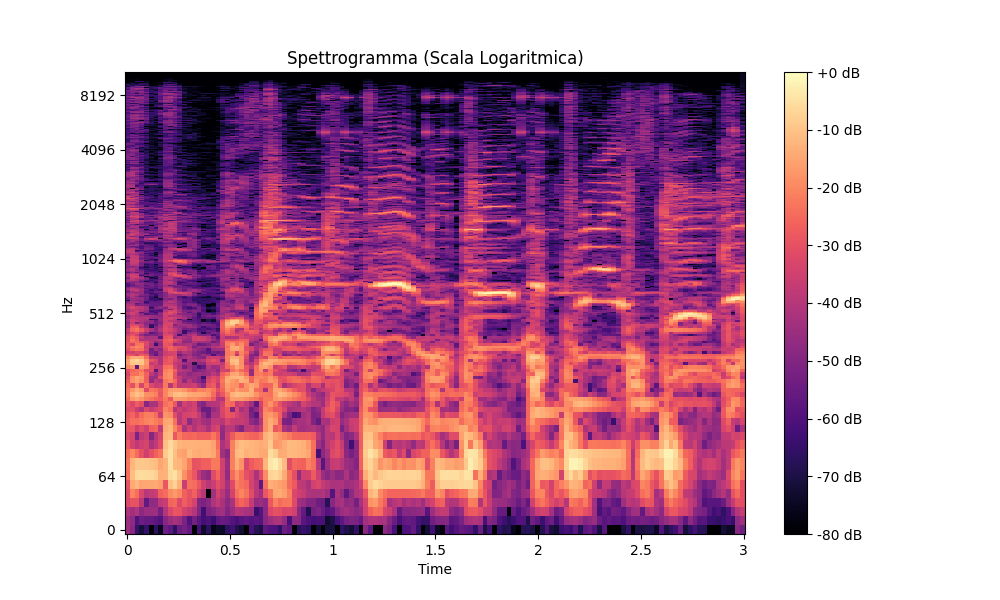 Spettrogramma (Scala Logaritmica)
Hz
8192
4096
2048
1024
512
256
128
64
0
0
0.5
1
1.5
2
2.5
3
Time
+0 dB
-10 dB
-20 dB
-30 dB
-40 dB
-50 dB
-60 dB
-70 dB
-80 dB